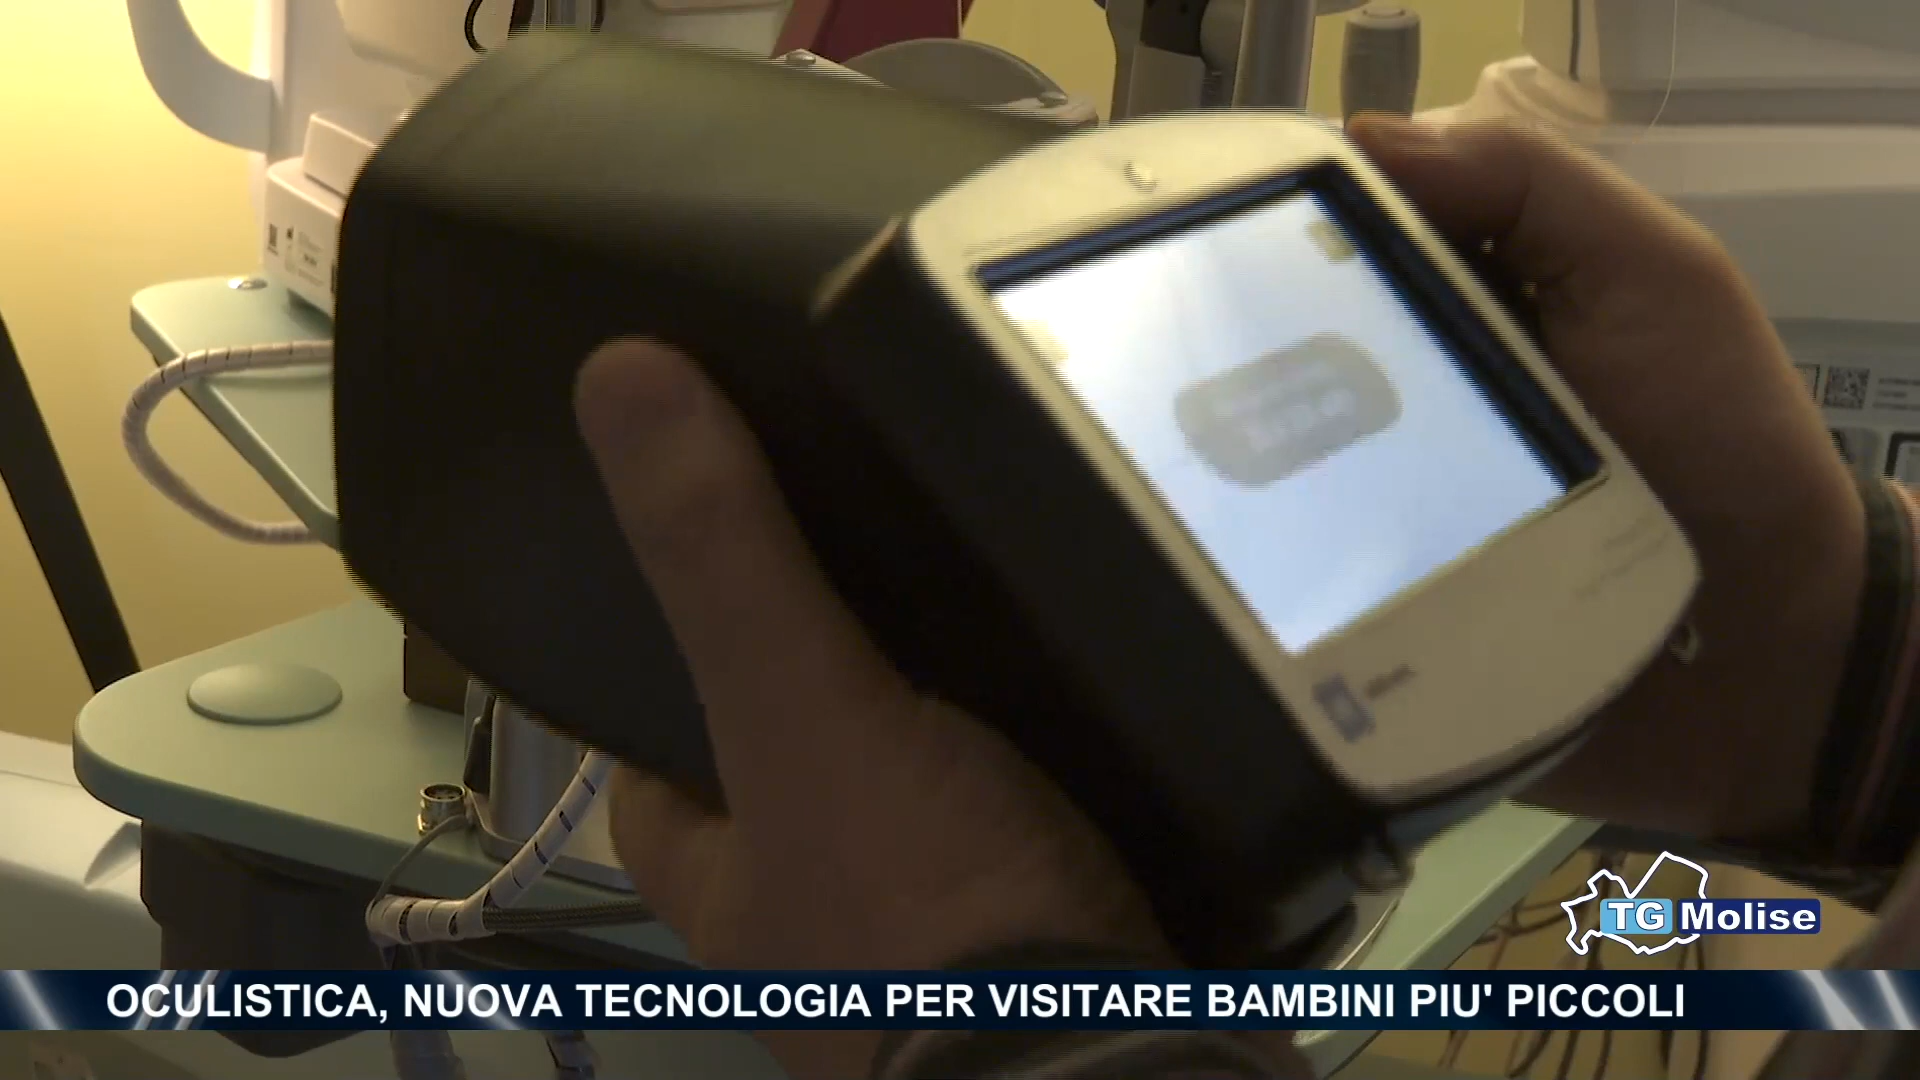 TG Molise
OCULISTICA, NUOVA TECNOLOGIA PER VISITARE BAMBINI PIU' PICCOLI